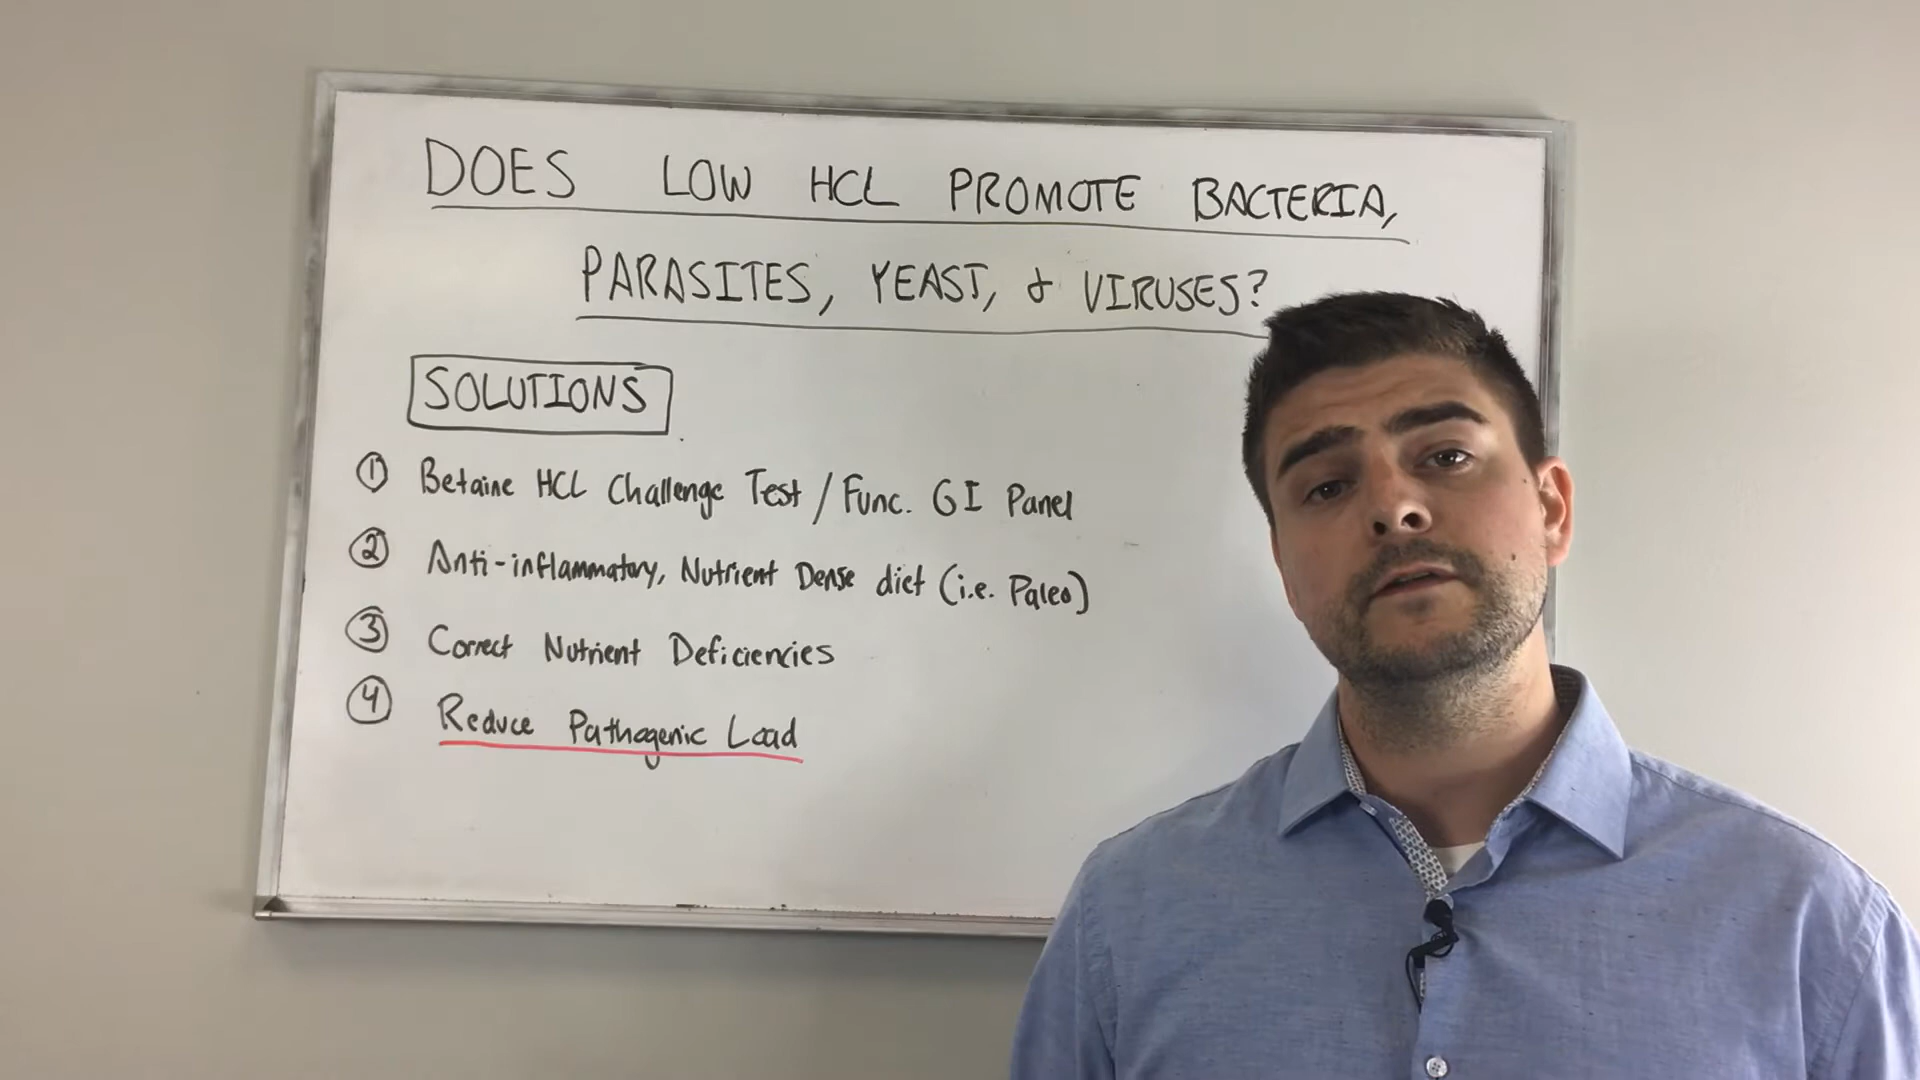 DOES LOW HCL PROMOTE BACTERIA,
PARASITES, YEAST, & VIRUSES?
SOLUTIONS
① Betaine HCL Challenge Test / Func. GI Panel
② Anti-inflammatory, Nutrient Dense diet (i.e. Paleo)
③ Correct Nutrient Deficiencies
④ Reduce Pathogenic Load